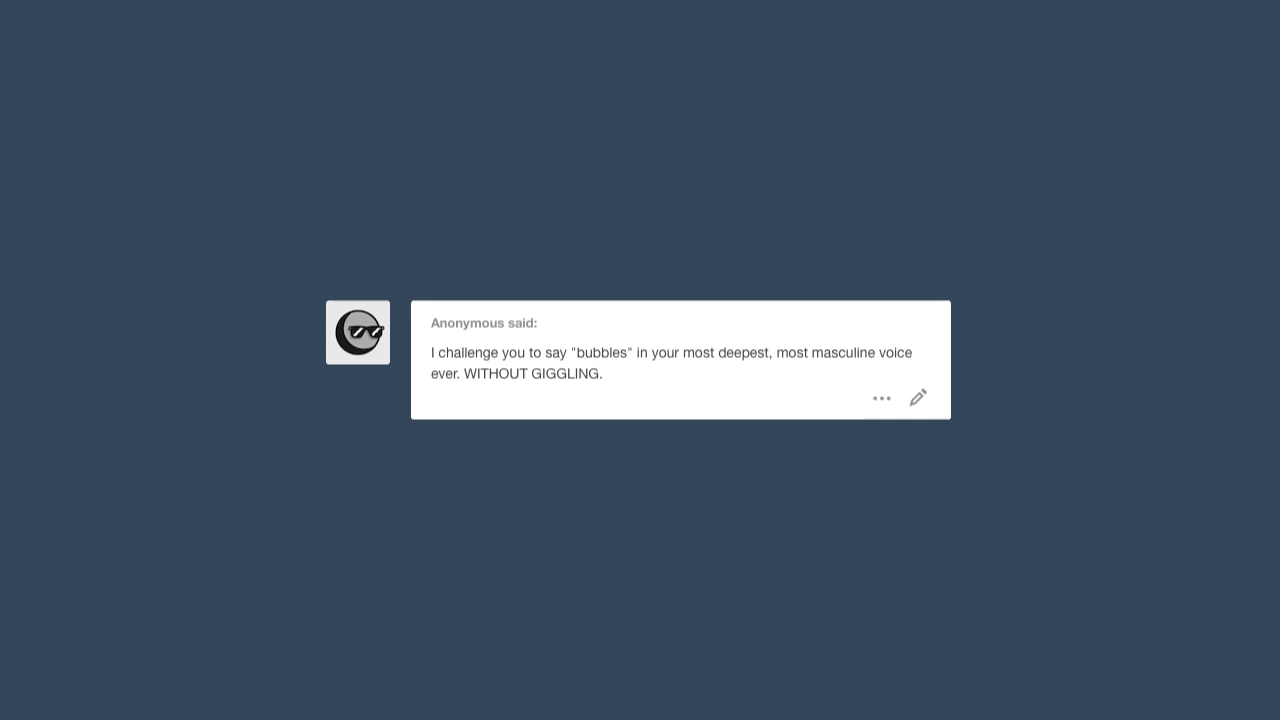 Anonymous said:
I challenge you to say "bubbles" in your most deepest, most masculine voice
ever. WITHOUT GIGGLING.